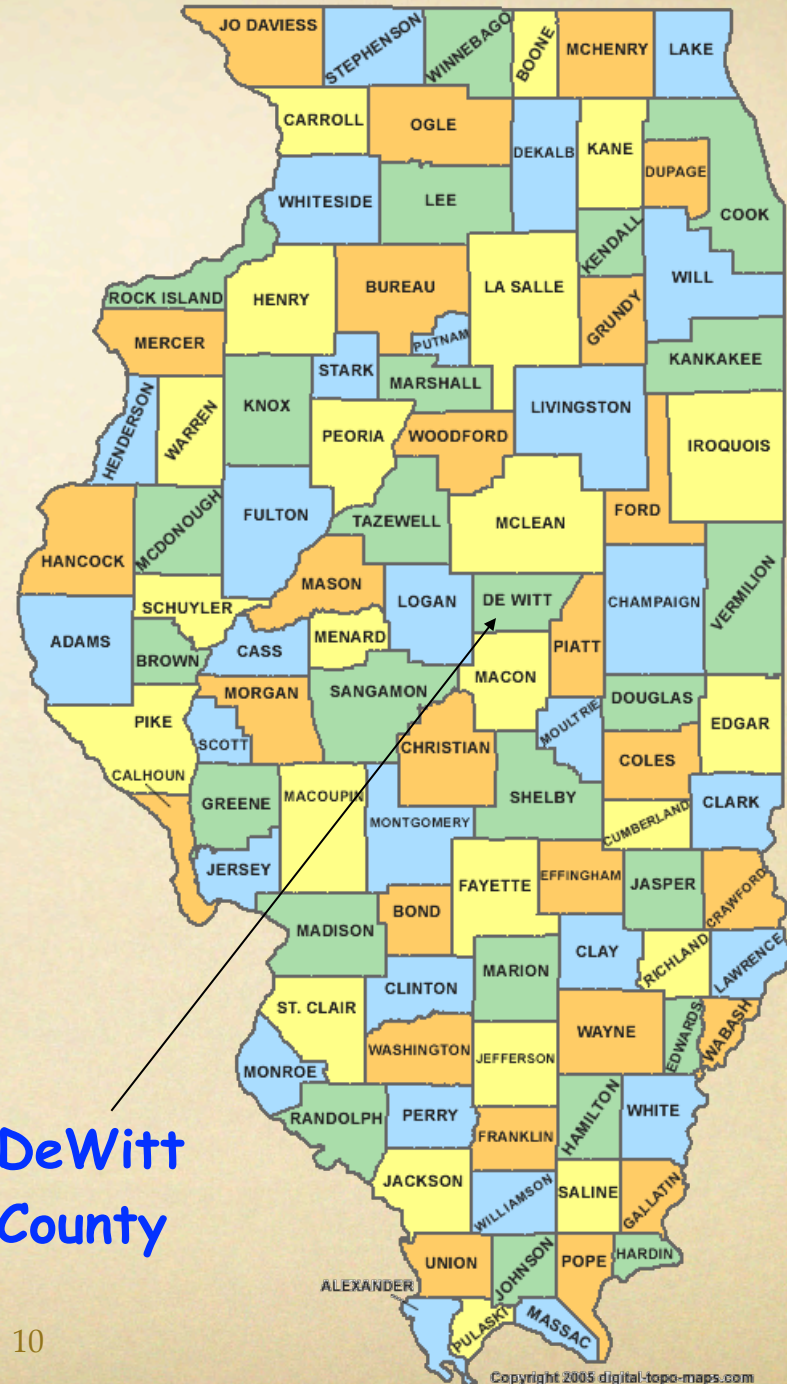 JO DAVIESS
STEPHENSON
WINNEBAGO
BOONE
MCHENRY
LAKE
CARROLL
OGLE
DEKALB
KANE
DUPAGE
COOK
WHITESIDE
LEE
KENDALL
ROCK ISLAND
HENRY
BUREAU
LA SALLE
WILL
GRUNDY
MERCER
PUTNAM
KANKAKEE
STARK
MARSHALL
HENDERSON
WARREN
KNOX
PEORIA
WOODFORD
LIVINGSTON
IROQUOIS
FORD
HANCOCK
MCDONOUGH
FULTON
TAZEWELL
MCLEAN
MASON
LOGAN
DE WITT
CHAMPAIGN
VERMILION
SCHUYLER
ADAMS
BROWN
CASS
MENARD
PIATT
MACON
MORGAN
SANGAMON
DOUGLAS
PIKE
SCOTT
CHRISTIAN
MOULTRIE
EDGAR
COLES
CALHOUN
GREENE
MACOUPIN
MONTGOMERY
SHELBY
CUMBERLAND
CLARK
JERSEY
FAYETTE
EFFINGHAM
JASPER
CRAWFORD
BOND
MADISON
MARION
CLAY
RICHLAND
LAWRENCE
CLINTON
ST. CLAIR
WASHINGTON
JEFFERSON
WAYNE
EDWARDS
WABASH
MONROE
RANDOLPH
PERRY
FRANKLIN
HAMILTON
WHITE
DeWitt
County
JACKSON
WILLIAMSON
SALINE
GALLATIN
UNION
JOHNSON
POPE
HARDIN
ALEXANDER
PULASKI
MASSAC
10
Copyright 2005 digital-topo-maps.com